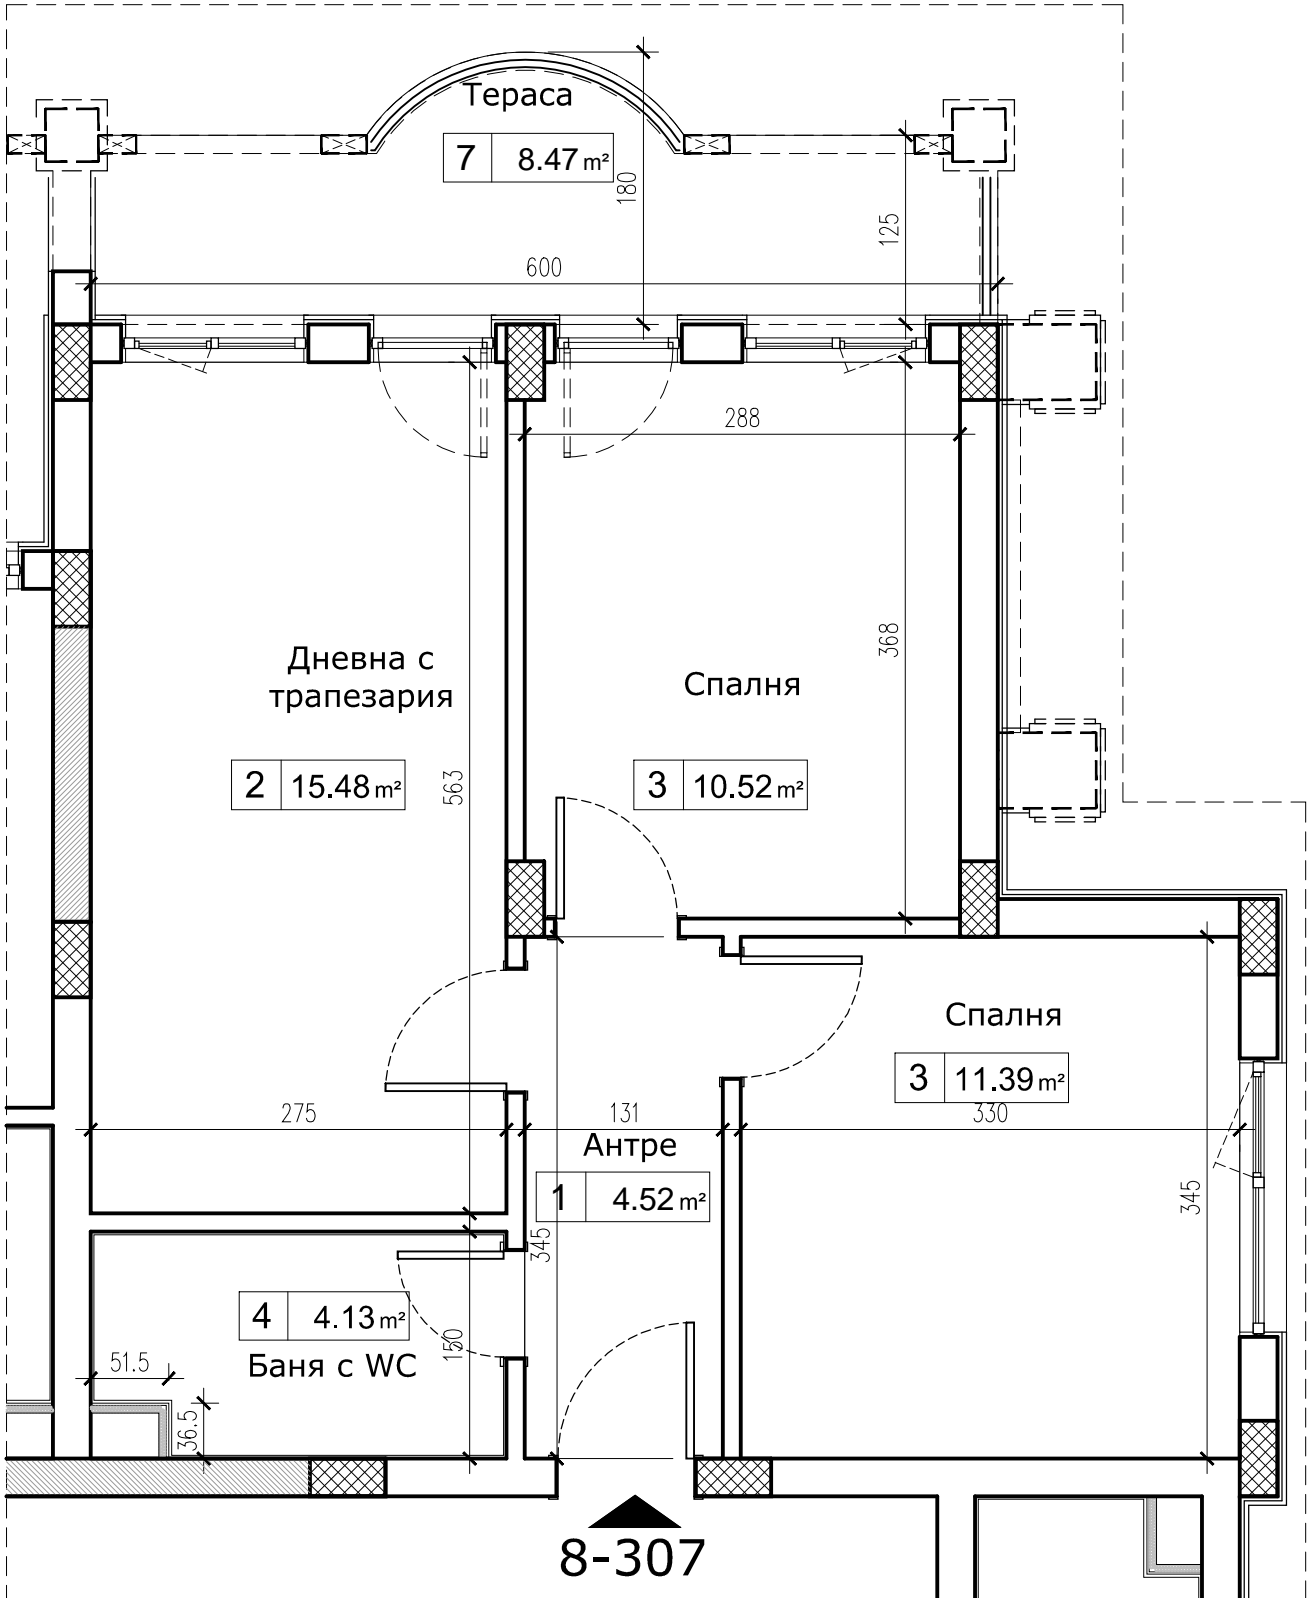 Тераса
7 8.47 m²
180
125
600
288
368
Дневна с
трапезария
Спалня
2 15.48 m²
563
3 10.52 m²
Спалня
3 11.39 m²
275
131
330
Антре
1 4.52 m²
345
345
4 4.13 m²
150
Баня с WC
51.5
36.5
8-307